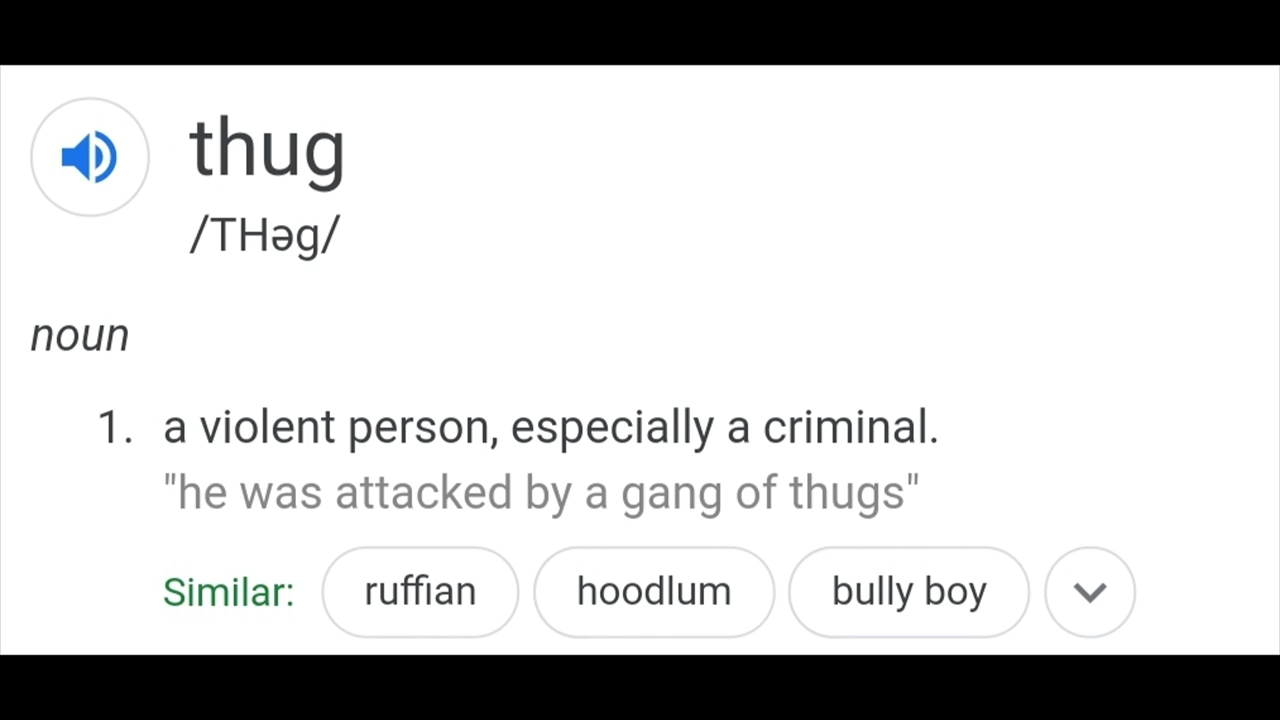 thug
/THəg/
noun
1. a violent person, especially a criminal.
"he was attacked by a gang of thugs"
Similar: ruffian hoodlum bully boy